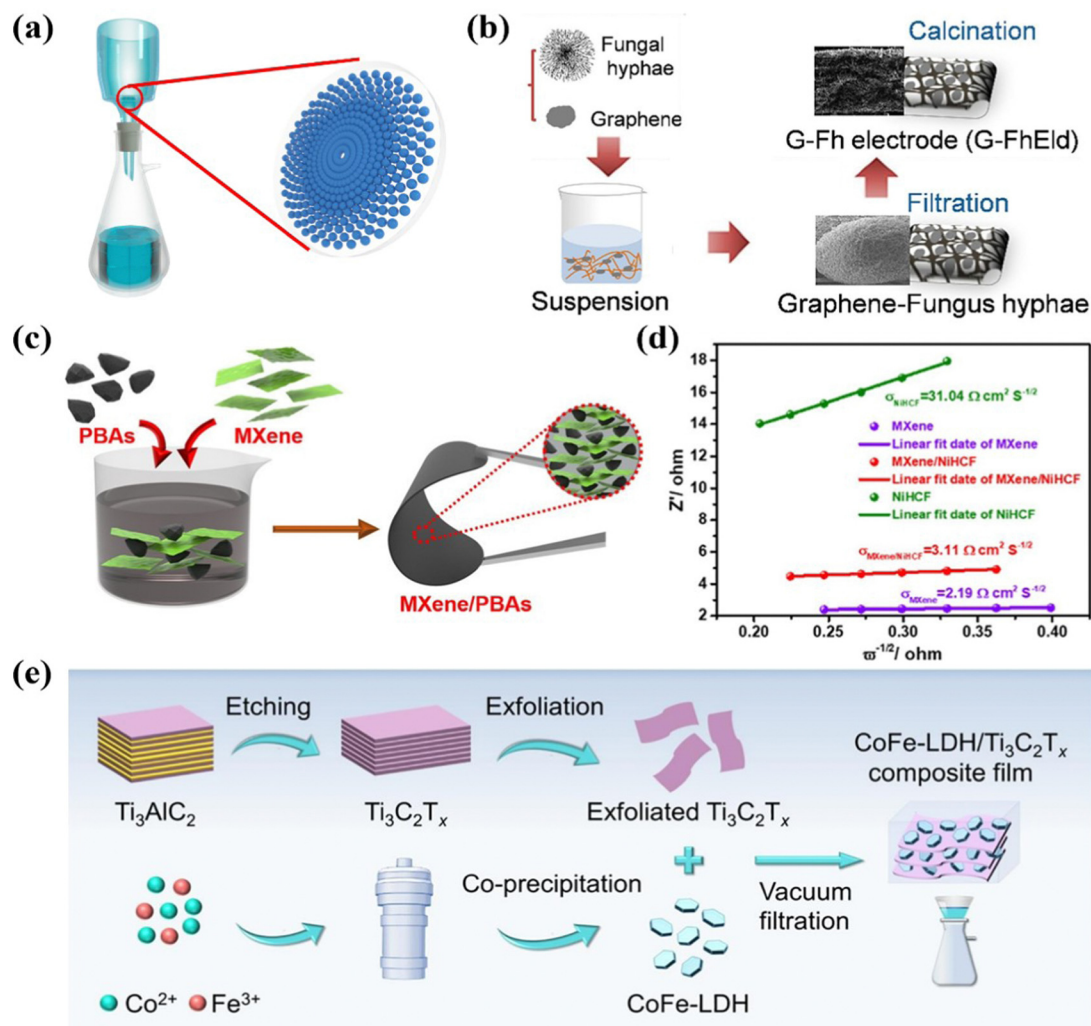 (a)
(b)
Fungal
hyphae
Graphene
Suspension
Calcination
G-Fh electrode (G-FhEld)
Filtration
Graphene-Fungus hyphae
(c)
PBAs
MXene
MXene/PBAs
(d)
18
16
14
12
10
8
6
4
2
Z'/ ohm
σNiHCF=31.04 Ω cm² S⁻¹/²
MXene
Linear fit date of MXene
MXene/NiHCF
Linear fit date of MXene/NiHCF
NiHCF
Linear fit date of NiHCF
σMXene/NiHCF=3.11 Ω cm² S⁻¹/²
σMXene=2.19 Ω cm² S⁻¹/²
0.20 0.25 0.30 0.35 0.40
ϖ⁻¹/²/ ohm
(e)
Etching
Exfoliation
Ti₃AlC₂
Ti₃C₂Tₓ
Exfoliated Ti₃C₂Tₓ
CoFe-LDH/Ti₃C₂Tₓ
composite film
Co-precipitation
Vacuum
filtration
Co²⁺
Fe³⁺
CoFe-LDH